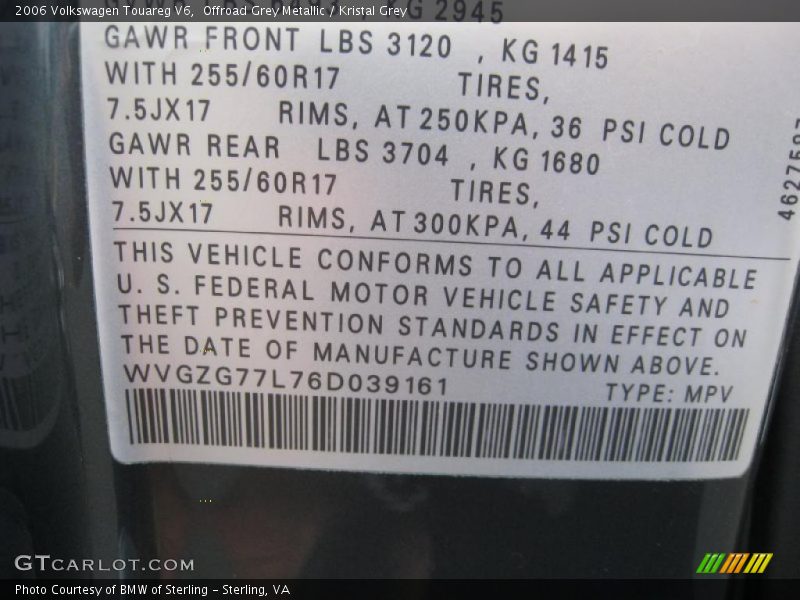 2006 Volkswagen Touareg V6, Offroad Grey Metallic / Kristal Grey
2945
GAWR FRONT LBS 3120 , KG 1415
WITH 255/60R17 TIRES,
7.5JX17 RIMS, AT 250KPA, 36 PSI COLD
GAWR REAR LBS 3704 , KG 1680
WITH 255/60R17 TIRES,
7.5JX17 RIMS, AT 300KPA, 44 PSI COLD
THIS VEHICLE CONFORMS TO ALL APPLICABLE
U. S. FEDERAL MOTOR VEHICLE SAFETY AND
THEFT PREVENTION STANDARDS IN EFFECT ON
THE DATE OF MANUFACTURE SHOWN ABOVE.
WVGZG77L76D039161 TYPE: MPV
GTCARLOT.COM
Photo Courtesy of BMW of Sterling - Sterling, VA